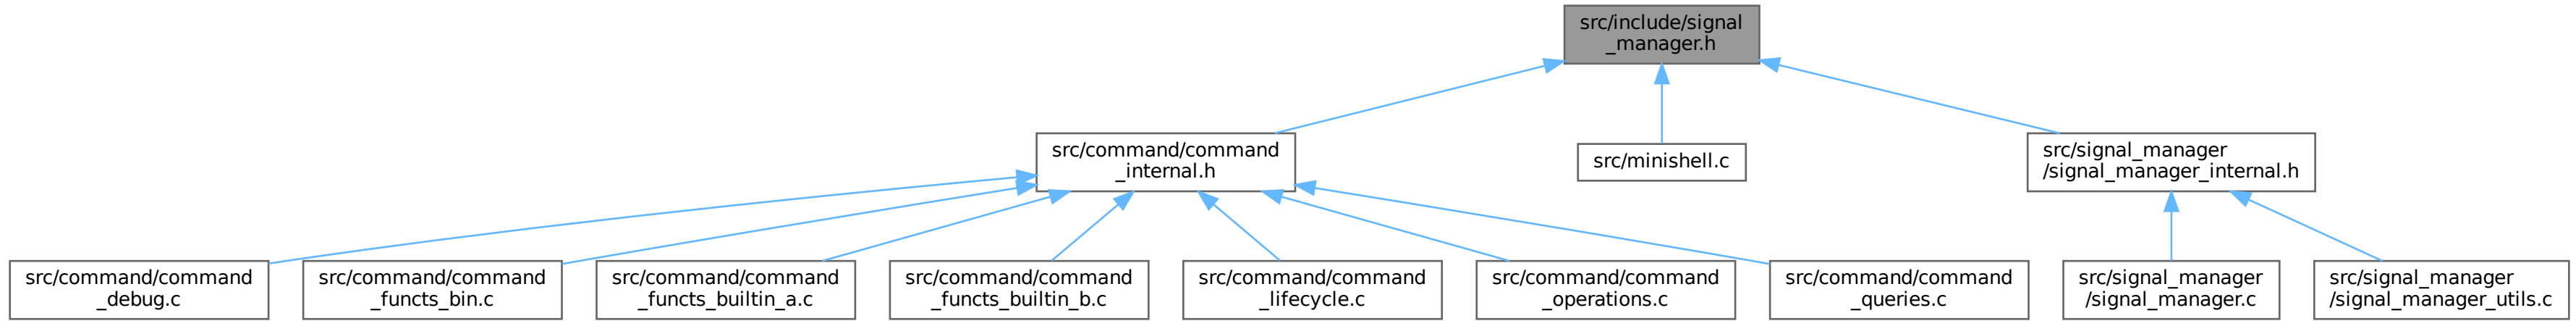 src/include/signal
_manager.h
src/command/command
_internal.h
src/minishell.c
src/signal_manager
/signal_manager_internal.h
src/command/command
_debug.c
src/command/command
_functs_bin.c
src/command/command
_functs_builtin_a.c
src/command/command
_functs_builtin_b.c
src/command/command
_lifecycle.c
src/command/command
_operations.c
src/command/command
_queries.c
src/signal_manager
/signal_manager.c
src/signal_manager
/signal_manager_utils.c